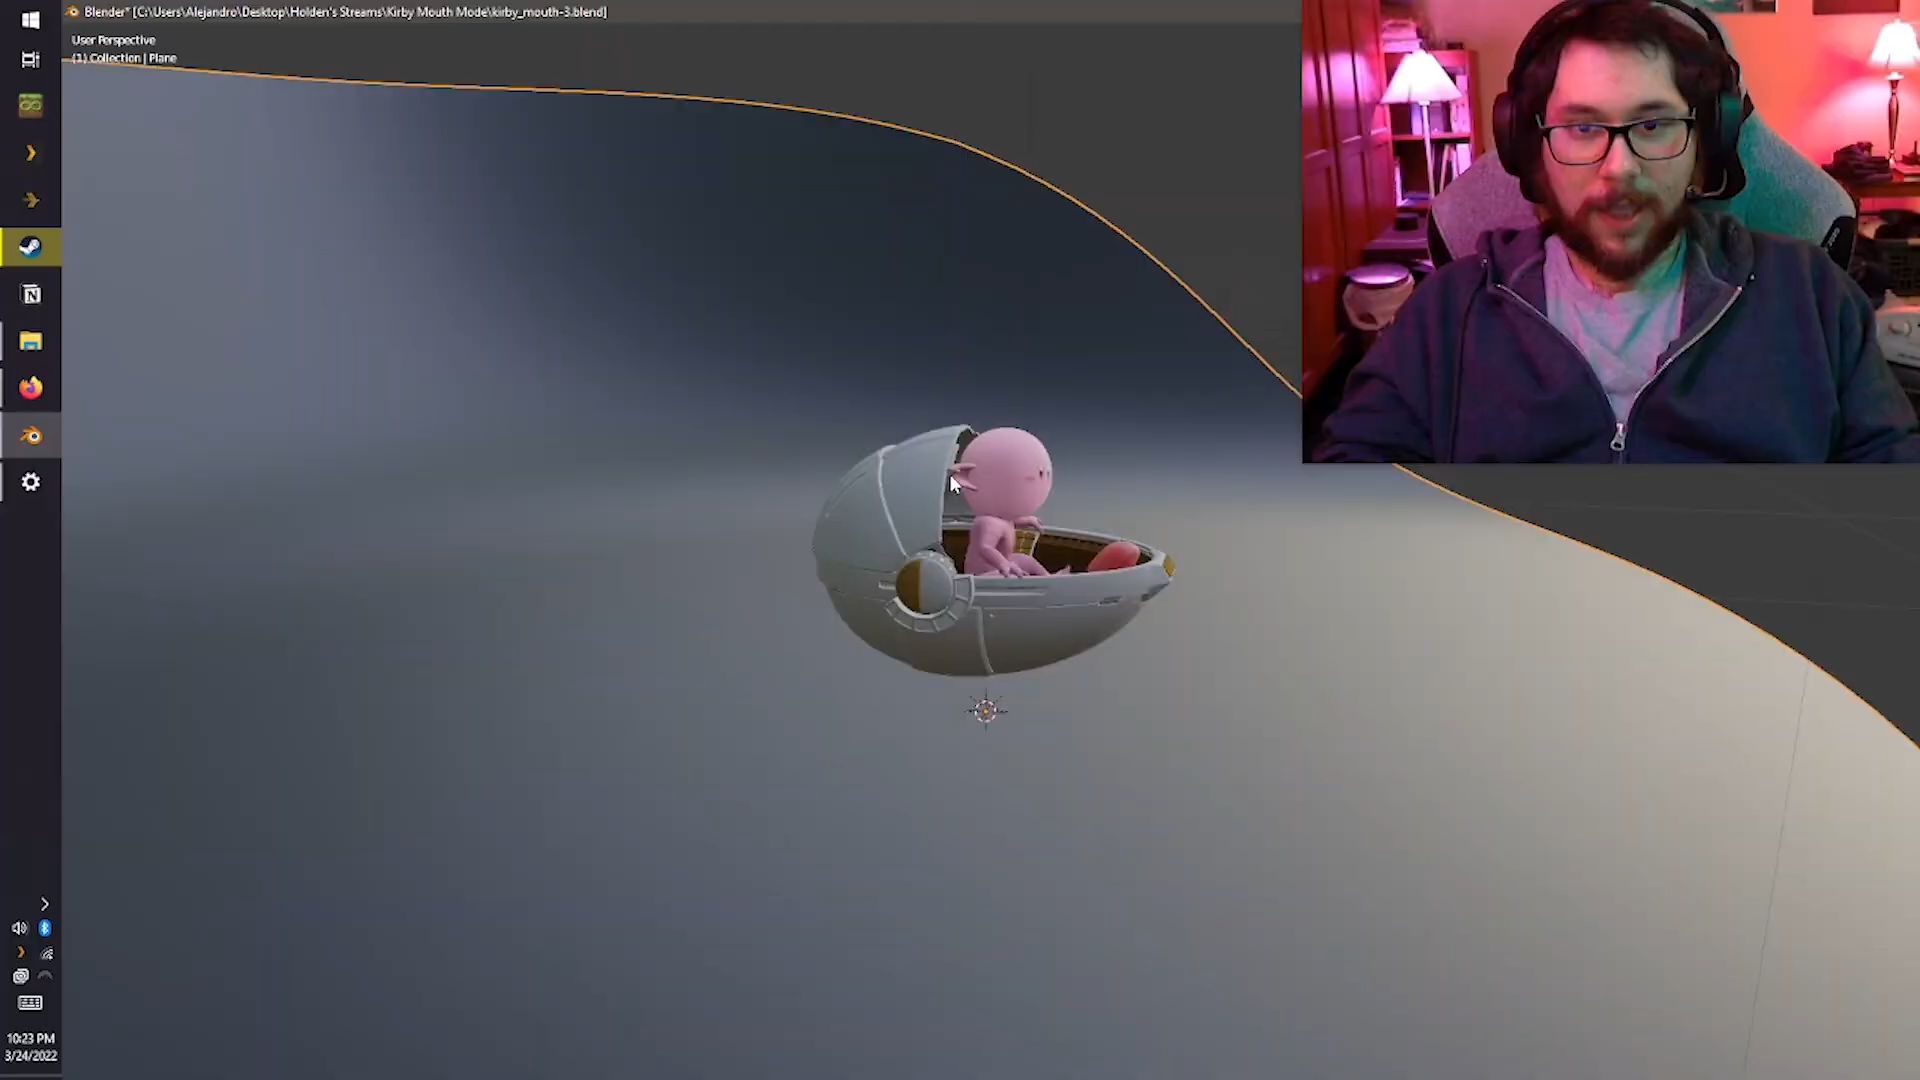 Blender* [C:\Users\Alejandro\Desktop\Holden's Streams\Kirby Mouth Mode\kirby_mouth-3.blend]
User Perspective
(1) Collection | Plane
10:23 PM
3/24/2022